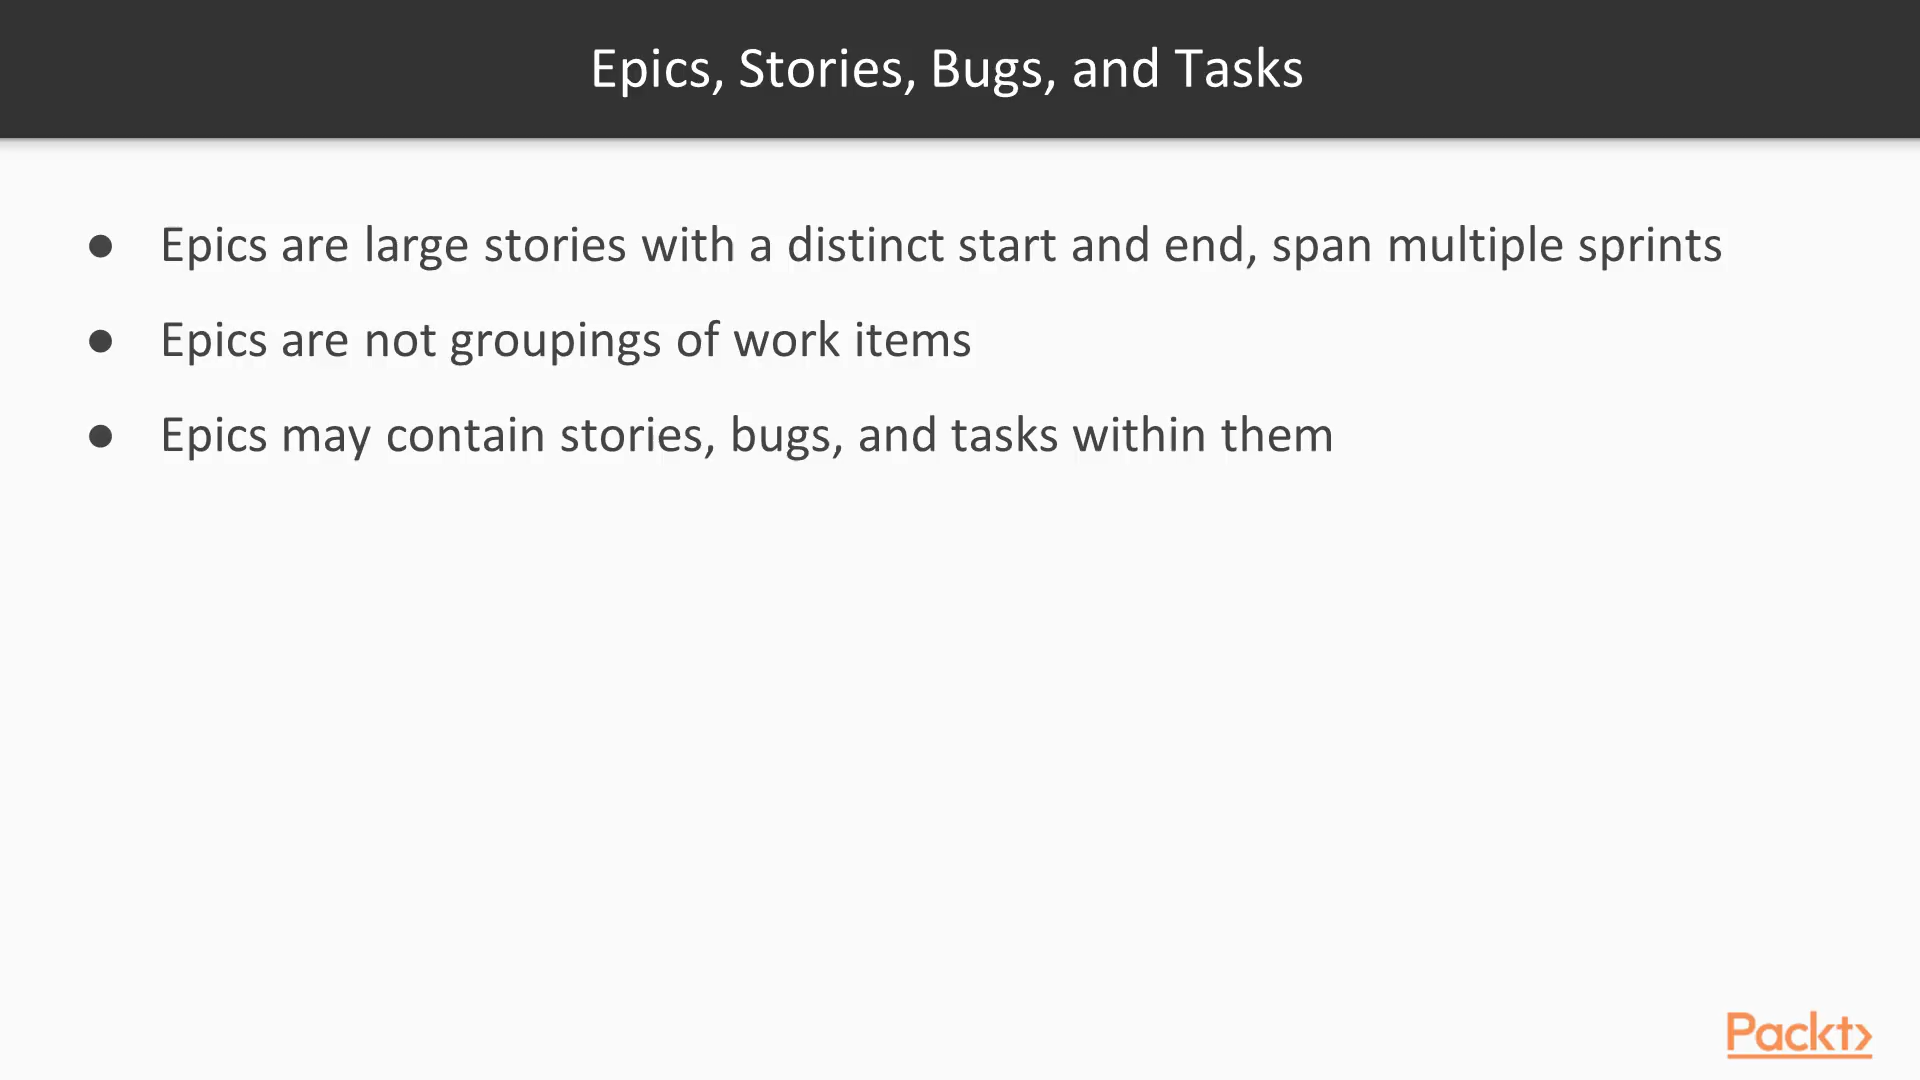 Epics, Stories, Bugs, and Tasks
● Epics are large stories with a distinct start and end, span multiple sprints
● Epics are not groupings of work items
● Epics may contain stories, bugs, and tasks within them
Packt>